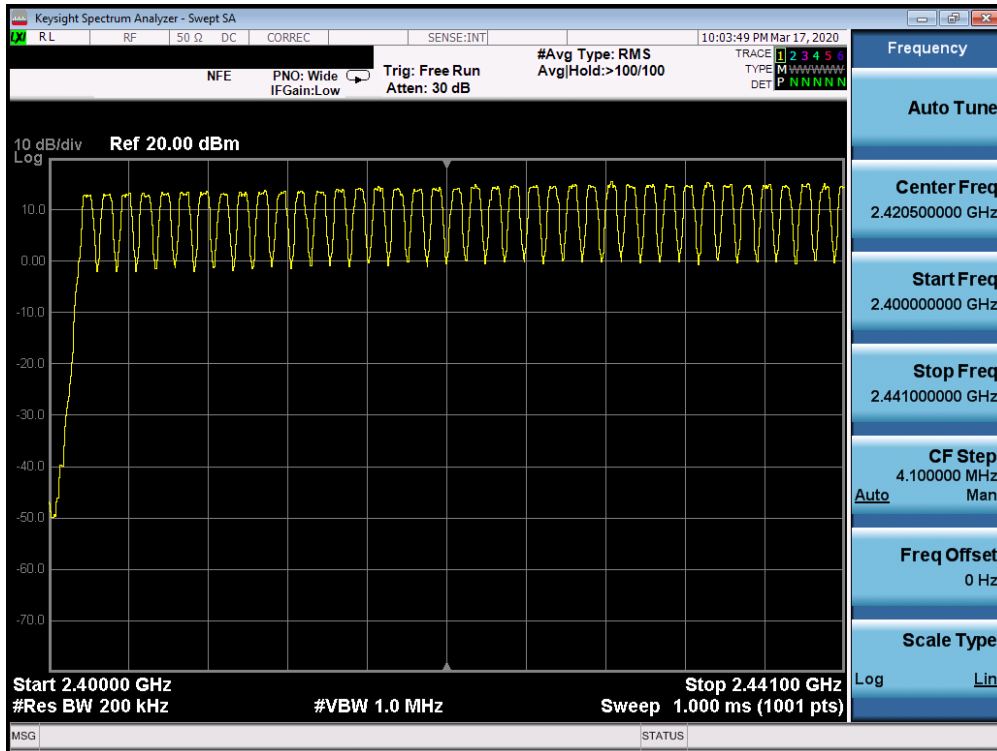 Keysight Spectrum Analyzer - Swept SA
LXI RL RF 50 Ω DC CORREC SENSE:INT 10:03:49 PM Mar 17, 2020
NFE PNO: Wide Trig: Free Run #Avg Type: RMS TRACE 1 2 3 4 5 6
IFGain:Low Atten: 30 dB Avg|Hold:>100/100 TYPE M WWWWW
DET P N N N N N
10 dB/div Ref 20.00 dBm
Log
10.0
0.00
-10.0
-20.0
-30.0
-40.0
-50.0
-60.0
-70.0
Start 2.40000 GHz Stop 2.44100 GHz
#Res BW 200 kHz #VBW 1.0 MHz Sweep 1.000 ms (1001 pts)
MSG STATUS
Frequency
Auto Tune
Center Freq
2.420500000 GHz
Start Freq
2.400000000 GHz
Stop Freq
2.441000000 GHz
CF Step
4.100000 MHz
Auto Man
Freq Offset
0 Hz
Scale Type
Log Lin